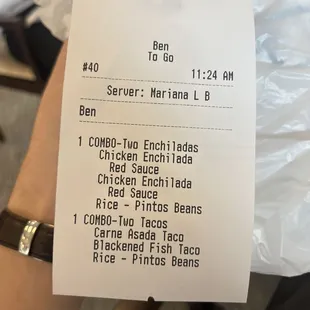 Ben
To Go
#40 11:24 AM
Server: Mariana L B
Ben
1 COMBO-Two Enchiladas
Chicken Enchilada
Red Sauce
Chicken Enchilada
Red Sauce
Rice - Pintos Beans
1 COMBO-Two Tacos
Carne Asada Taco
Blackened Fish Taco
Rice - Pintos Beans